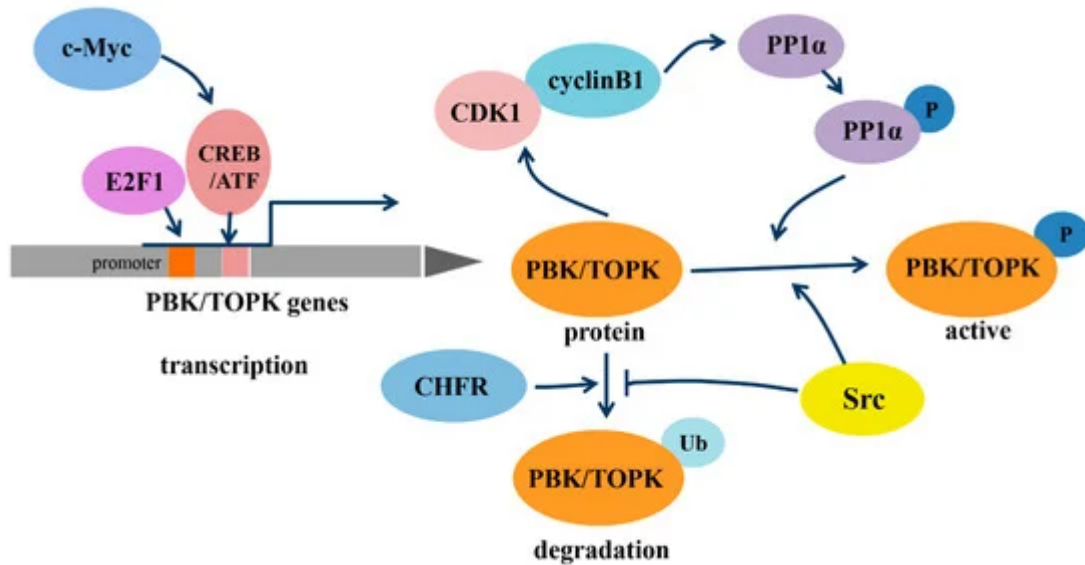 c-Myc
CREB
/ATF
E2F1
promoter
PBK/TOPK genes
transcription
CDK1
cyclinB1
PP1α
PP1α
P
PBK/TOPK
protein
PBK/TOPK
P
active
CHFR
Src
PBK/TOPK
Ub
degradation